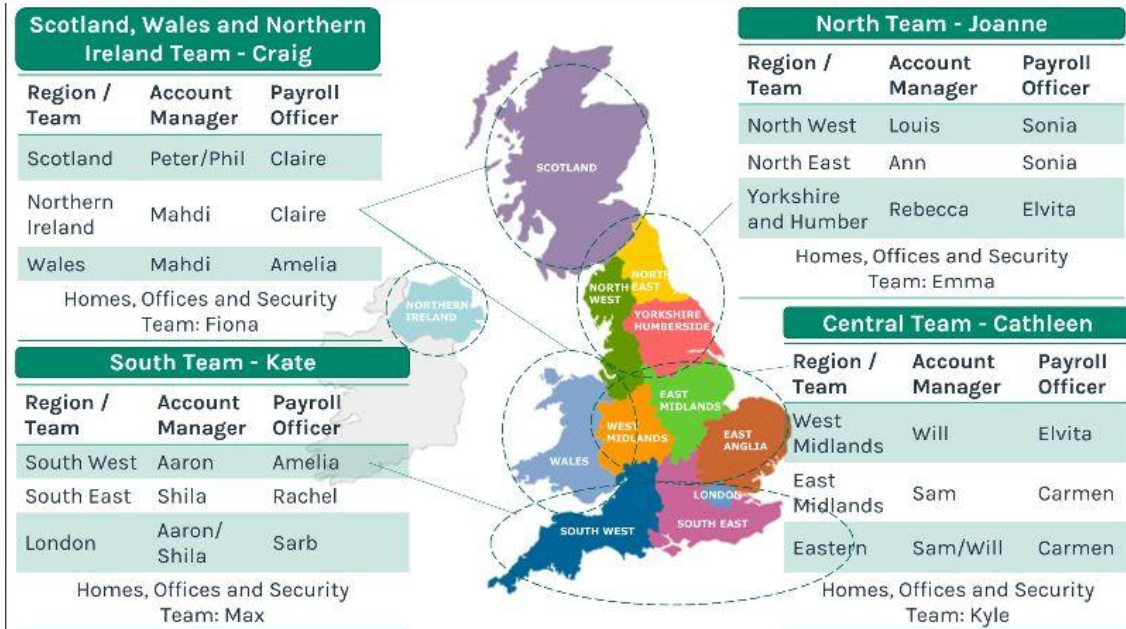 Scotland, Wales and Northern
Ireland Team - Craig
Region / Team Account Manager Payroll Officer
Scotland Peter/Phil Claire
Northern Ireland Mahdi Claire
Wales Mahdi Amelia
Homes, Offices and Security
Team: Fiona
South Team - Kate
Region / Team Account Manager Payroll Officer
South West Aaron Amelia
South East Shila Rachel
London Aaron/ Shila Sarb
Homes, Offices and Security
Team: Max
SCOTLAND
NORTHERN
IRELAND
NORTH
EAST
NORTH
WEST
YORKSHIRE
HUMBERSIDE
EAST
MIDLANDS
WEST
MIDLANDS
EAST
ANGLIA
WALES
LONDON
SOUTH WEST
SOUTH EAST
North Team - Joanne
Region / Team Account Manager Payroll Officer
North West Louis Sonia
North East Ann Sonia
Yorkshire and Humber Rebecca Elvita
Homes, Offices and Security
Team: Emma
Central Team - Cathleen
Region / Team Account Manager Payroll Officer
West Midlands Will Elvita
East Midlands Sam Carmen
Eastern Sam/Will Carmen
Homes, Offices and Security
Team: Kyle